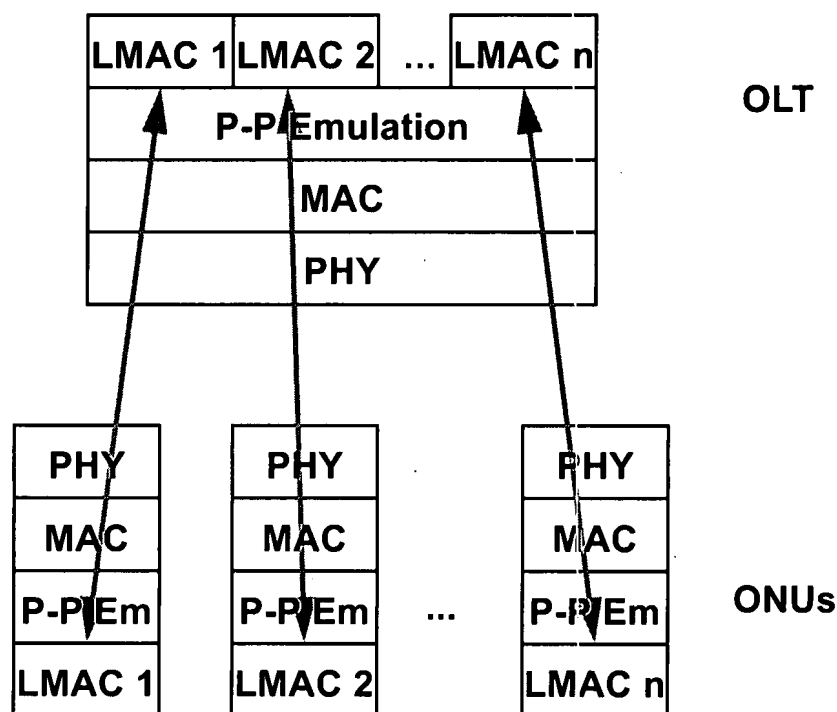 LMAC 1 LMAC 2 ... LMAC n
OLT
P-P Emulation
MAC
PHY
PHY PHY PHY
MAC MAC MAC
P-P Em P-P Em ... P-P Em
ONUs
LMAC 1 LMAC 2 LMAC n